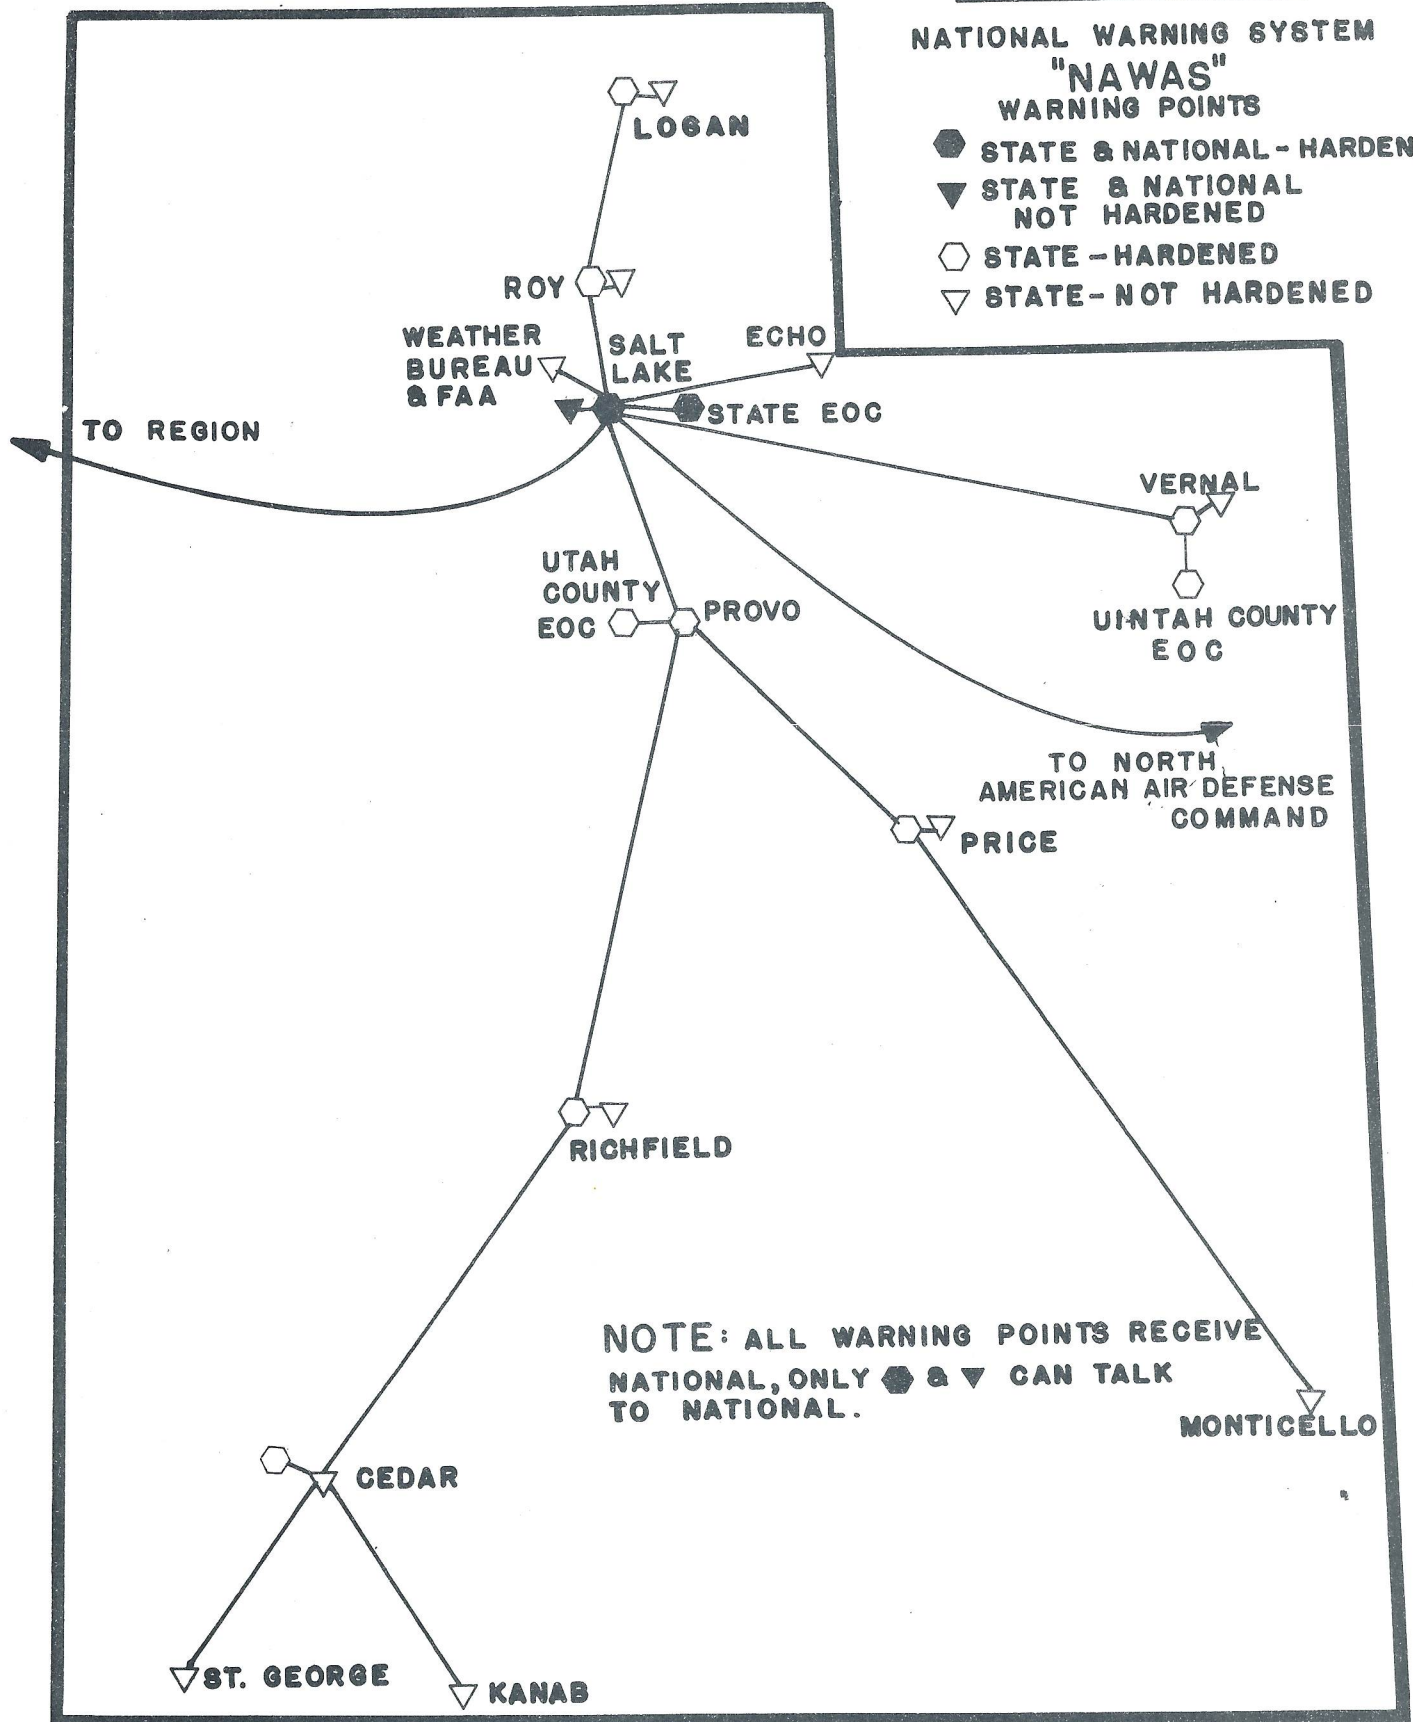 NATIONAL WARNING SYSTEM
"NAWAS"
WARNING POINTS
STATE & NATIONAL - HARDEN
STATE & NATIONAL
NOT HARDENED
STATE - HARDENED
STATE - NOT HARDENED
LOGAN
ROY
WEATHER
BUREAU
& FAA
SALT
LAKE
ECHO
STATE EOC
TO REGION
VERNAL
UTAH
COUNTY
EOC
PROVO
UINTAH COUNTY
EOC
TO NORTH
AMERICAN AIR DEFENSE
COMMAND
PRICE
RICHFIELD
NOTE: ALL WARNING POINTS RECEIVE
NATIONAL, ONLY & CAN TALK
TO NATIONAL.
MONTICELLO
CEDAR
ST. GEORGE
KANAB